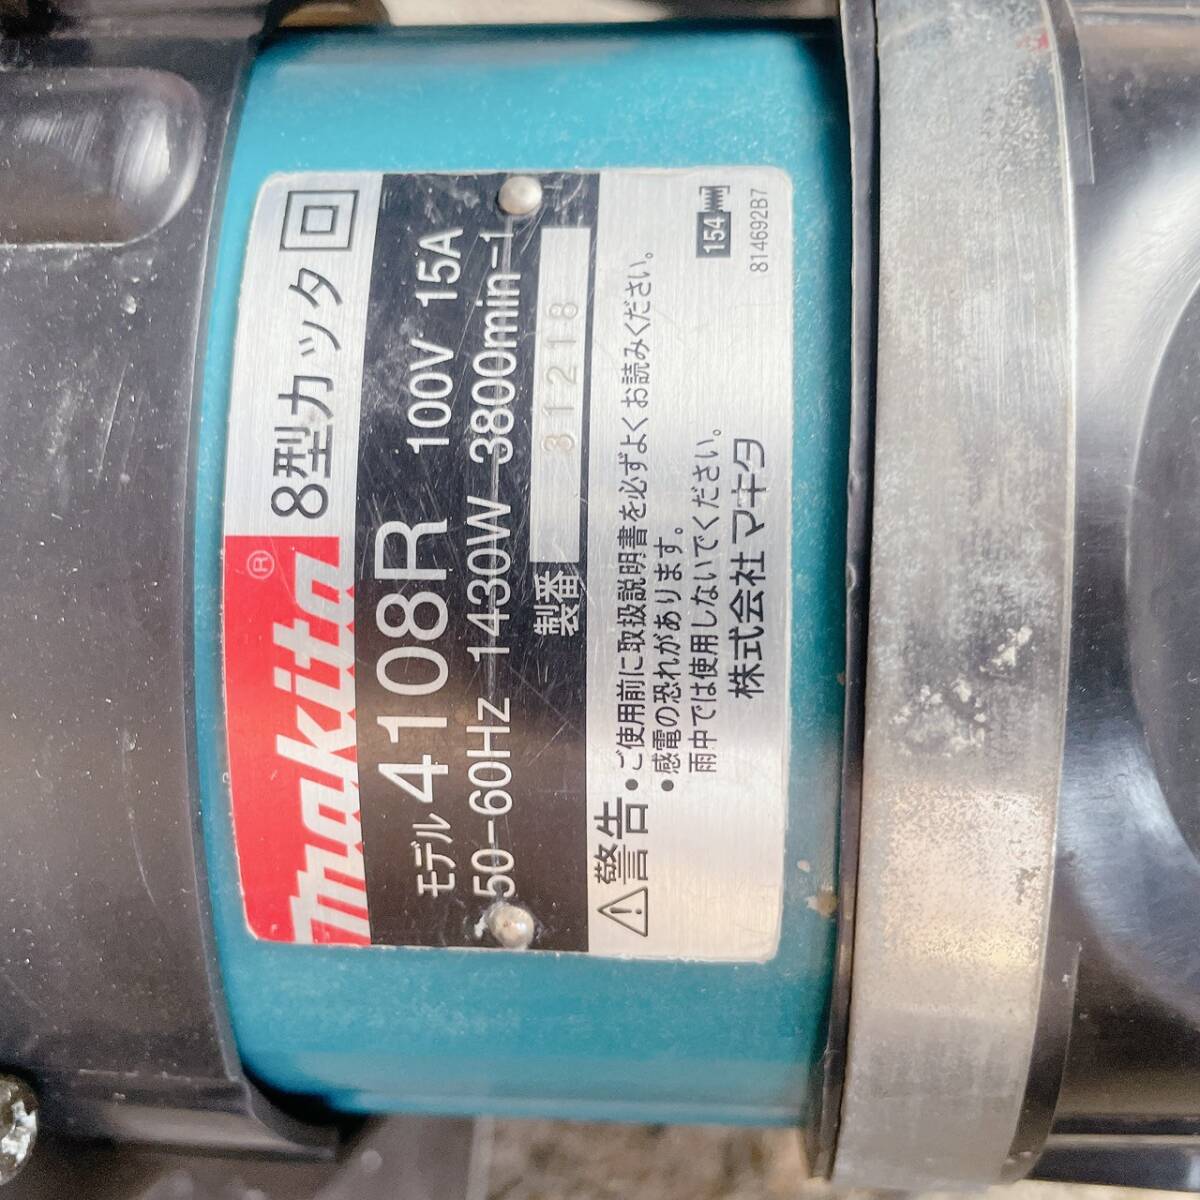 makita® 8型カッタ
モデル 4108R 100V 15A
50-60Hz 1430W 3800min⁻¹
製番 31218
警告
・ご使用前に取扱説明書を必ずよくお読みください。
・感電の恐れがあります。
雨中では使用しないでください。
株式会社マキタ
154
814692B7